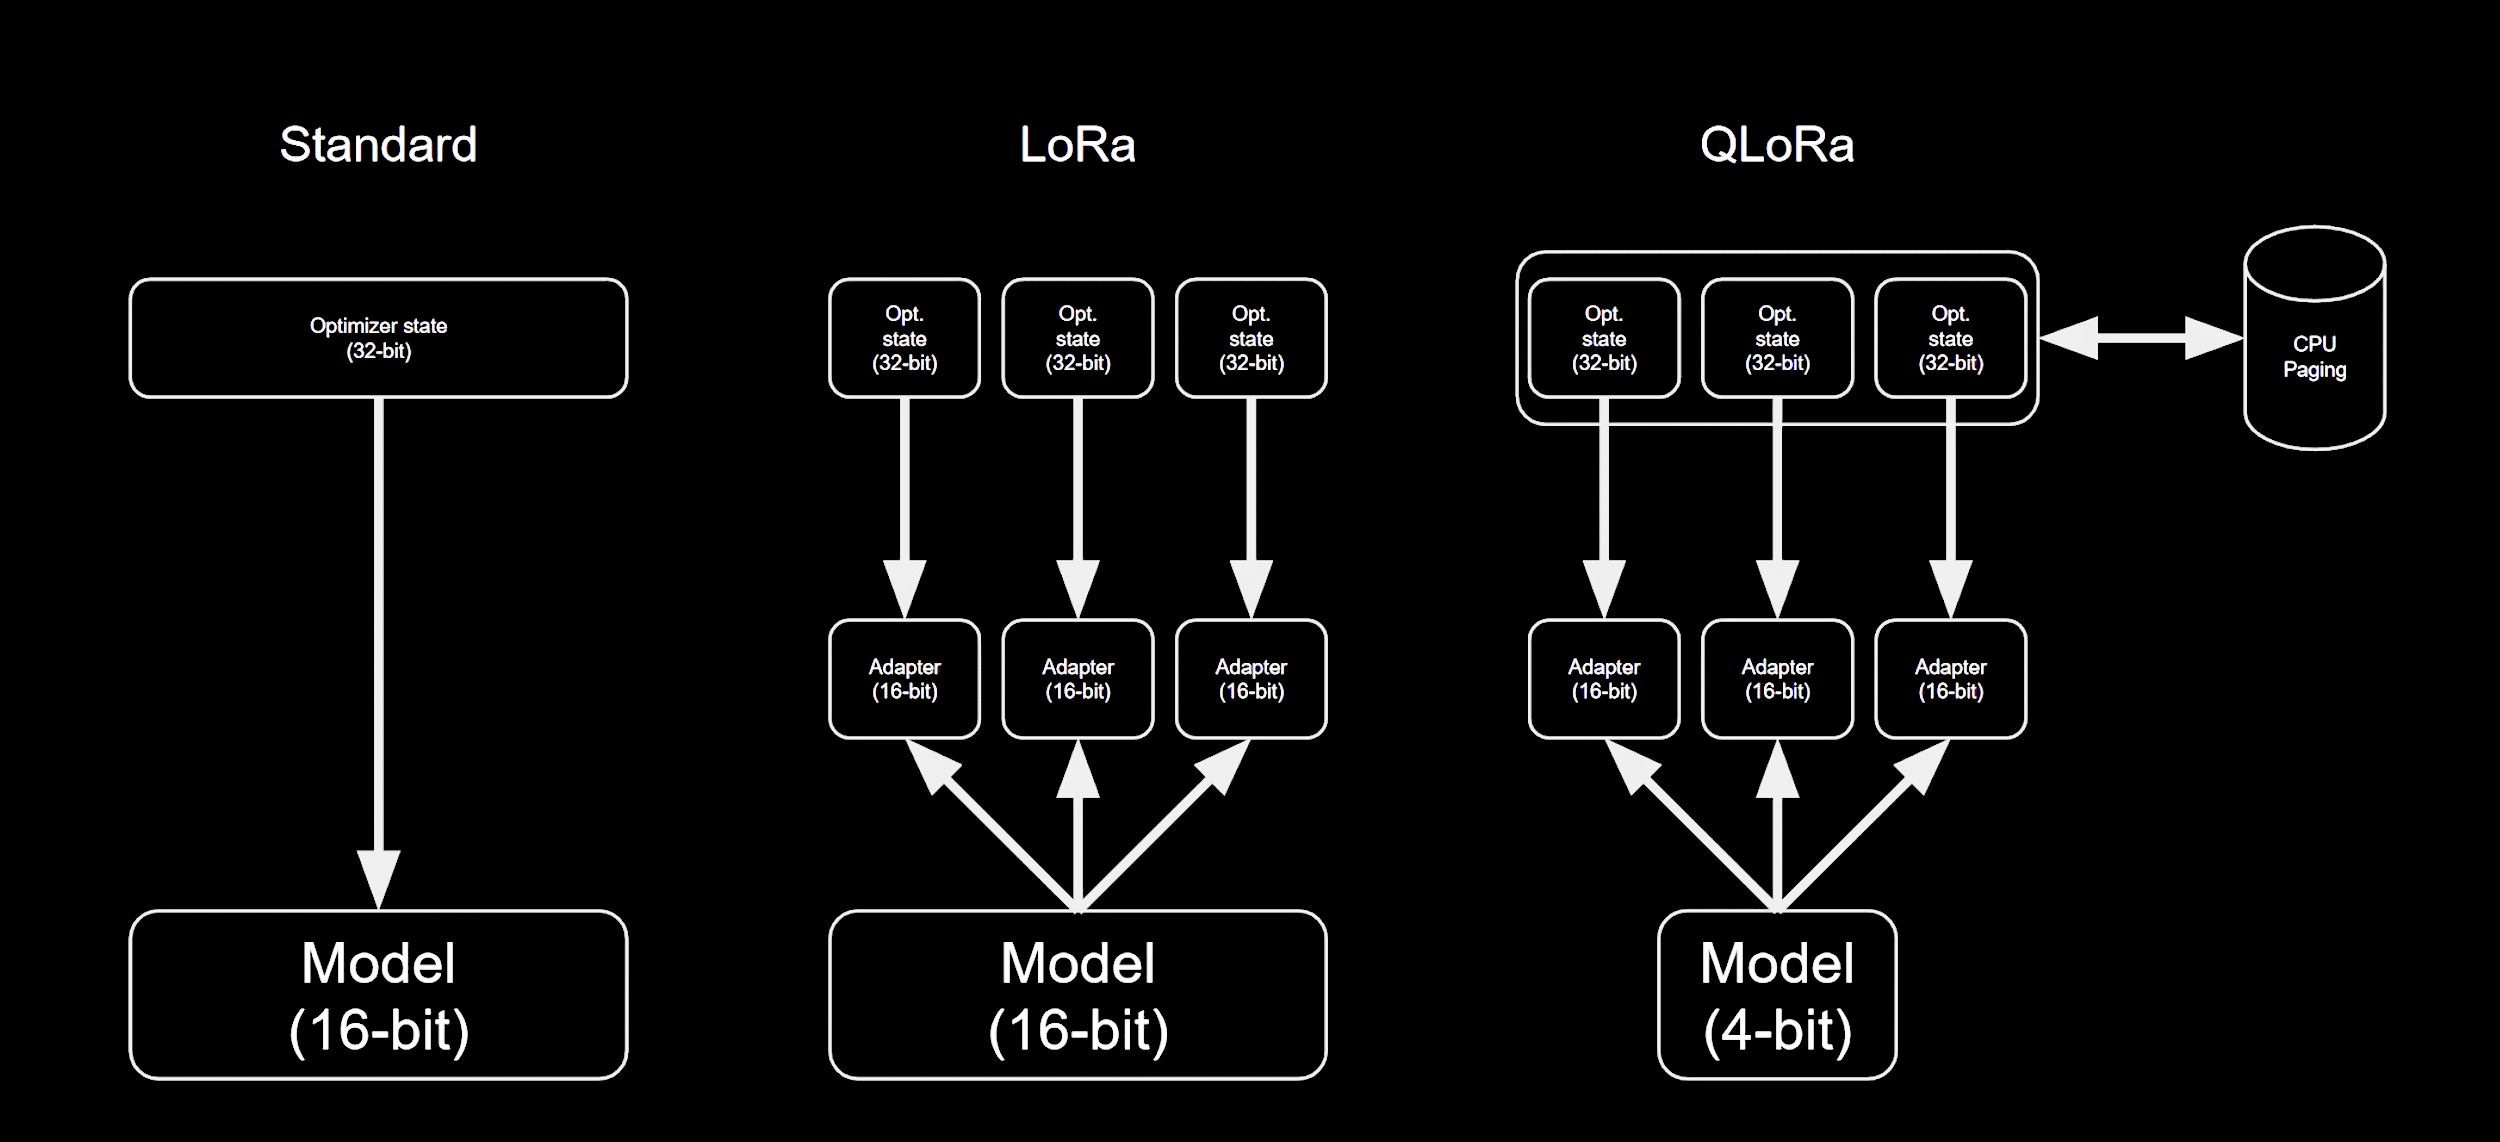 Standard
LoRa
QLoRa
Optimizer state
(32-bit)
Opt.
state
(32-bit)
Opt.
state
(32-bit)
Opt.
state
(32-bit)
Opt.
state
(32-bit)
Opt.
state
(32-bit)
Opt.
state
(32-bit)
CPU
Paging
Adapter
(16-bit)
Adapter
(16-bit)
Adapter
(16-bit)
Adapter
(16-bit)
Adapter
(16-bit)
Adapter
(16-bit)
Model
(16-bit)
Model
(16-bit)
Model
(4-bit)